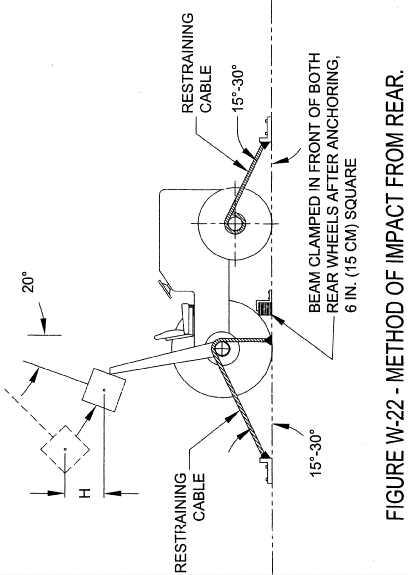 20°
H
RESTRAINING
CABLE
15°-30°
RESTRAINING
CABLE
15°-30°
BEAM CLAMPED IN FRONT OF BOTH
REAR WHEELS AFTER ANCHORING,
6 IN. (15 CM) SQUARE
FIGURE W-22 - METHOD OF IMPACT FROM REAR.